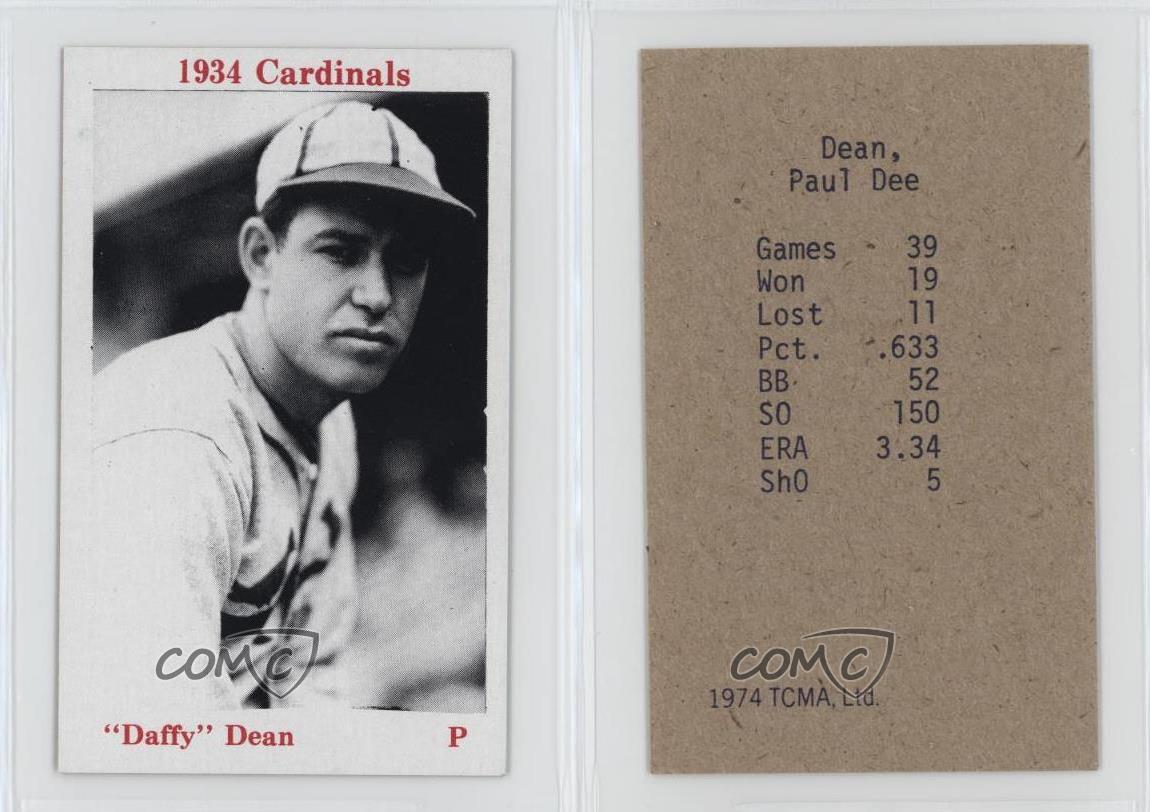 1934 Cardinals
COMC
“Daffy” Dean P
Dean,
Paul Dee
Games 39
Won 19
Lost 11
Pct. .633
BB 52
SO 150
ERA 3.34
ShO 5
COMC
1974 TCMA, Ltd.